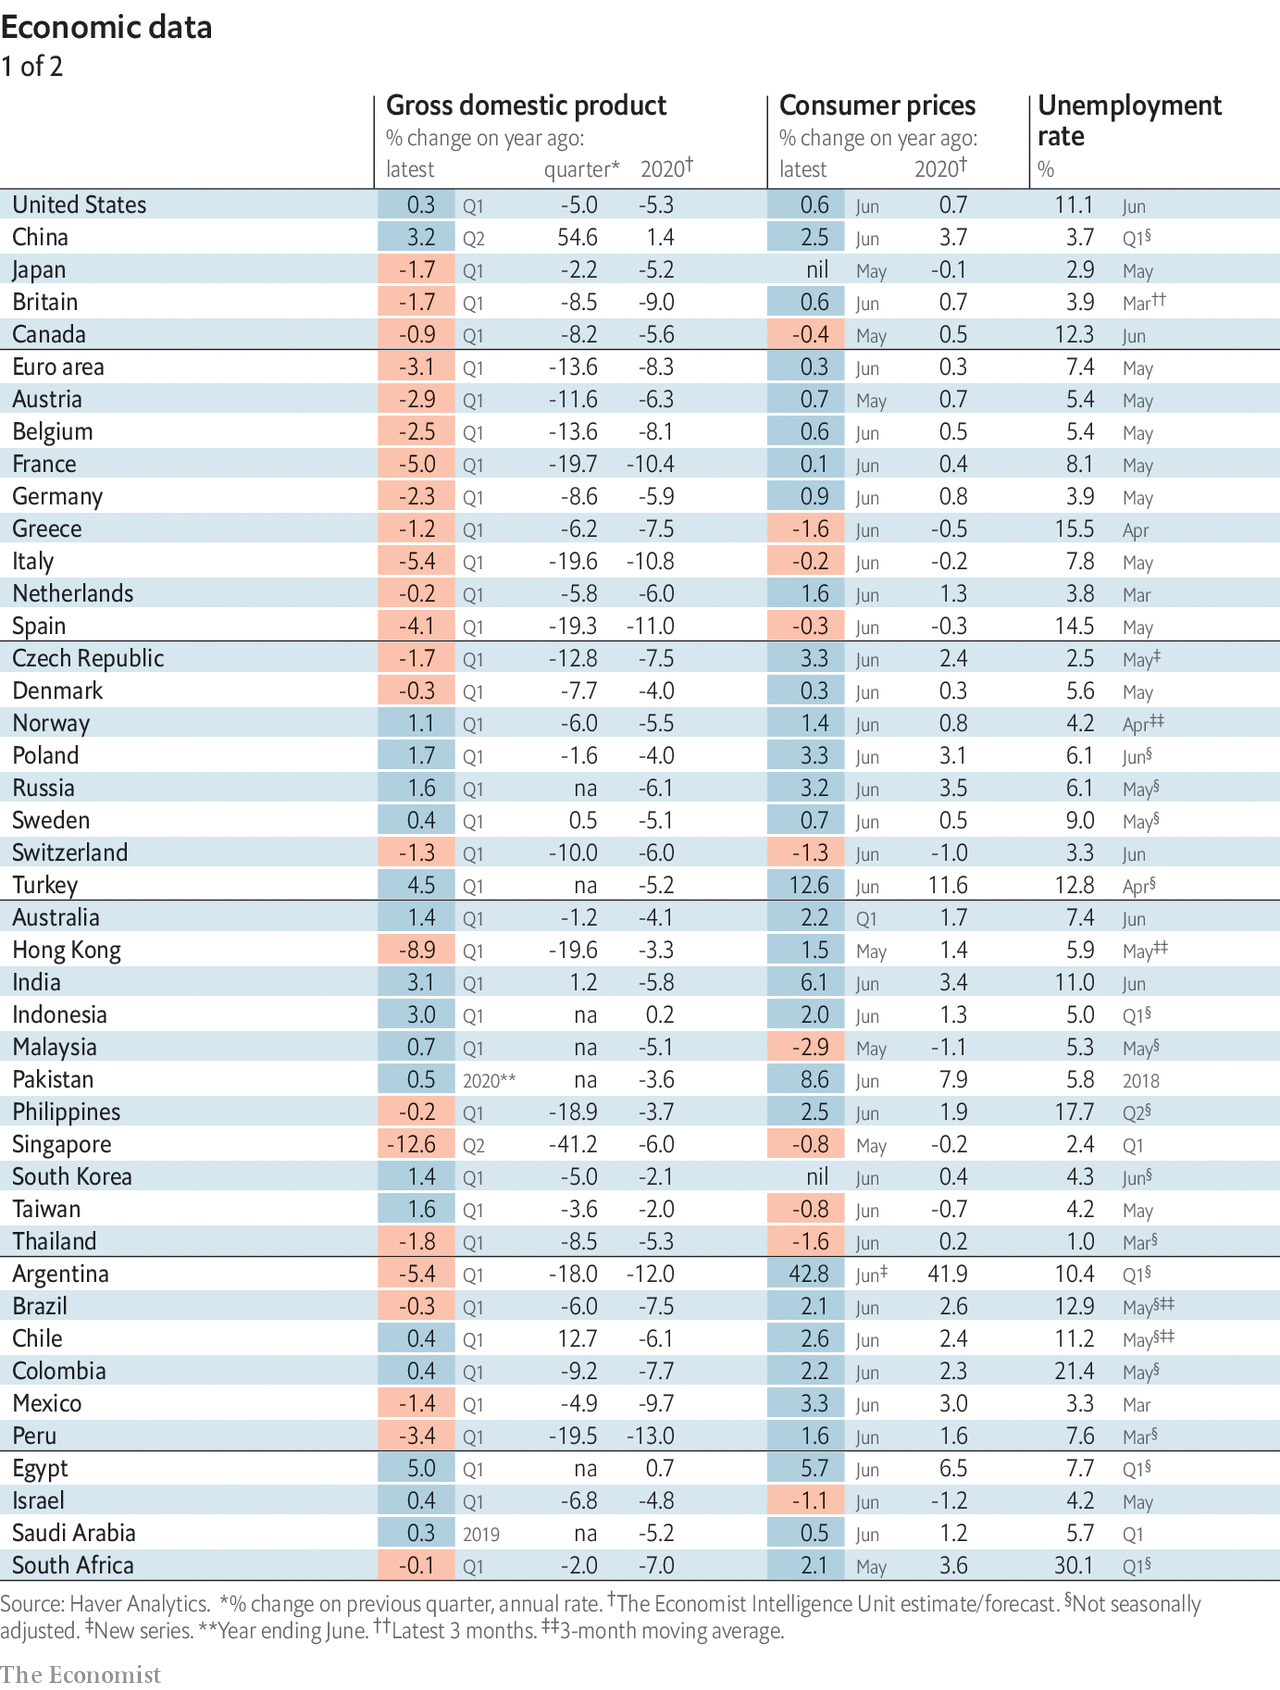 Economic data
1 of 2
Gross domestic product Consumer prices Unemployment
% change on year ago: % change on year ago: rate
latest quarter* 2020† latest 2020† %
United States 0.3 Q1 -5.0 -5.3 0.6 Jun 0.7 11.1 Jun
China 3.2 Q2 54.6 1.4 2.5 Jun 3.7 3.7 Q1§
Japan -1.7 Q1 -2.2 -5.2 nil May -0.1 2.9 May
Britain -1.7 Q1 -8.5 -9.0 0.6 Jun 0.7 3.9 Mar††
Canada -0.9 Q1 -8.2 -5.6 -0.4 May 0.5 12.3 Jun
Euro area -3.1 Q1 -13.6 -8.3 0.3 Jun 0.3 7.4 May
Austria -2.9 Q1 -11.6 -6.3 0.7 May 0.7 5.4 May
Belgium -2.5 Q1 -13.6 -8.1 0.6 Jun 0.5 5.4 May
France -5.0 Q1 -19.7 -10.4 0.1 Jun 0.4 8.1 May
Germany -2.3 Q1 -8.6 -5.9 0.9 Jun 0.8 3.9 May
Greece -1.2 Q1 -6.2 -7.5 -1.6 Jun -0.5 15.5 Apr
Italy -5.4 Q1 -19.6 -10.8 -0.2 Jun -0.2 7.8 May
Netherlands -0.2 Q1 -5.8 -6.0 1.6 Jun 1.3 3.8 Mar
Spain -4.1 Q1 -19.3 -11.0 -0.3 Jun -0.3 14.5 May
Czech Republic -1.7 Q1 -12.8 -7.5 3.3 Jun 2.4 2.5 May‡
Denmark -0.3 Q1 -7.7 -4.0 0.3 Jun 0.3 5.6 May
Norway 1.1 Q1 -6.0 -5.5 1.4 Jun 0.8 4.2 Apr‡‡
Poland 1.7 Q1 -1.6 -4.0 3.3 Jun 3.1 6.1 Jun§
Russia 1.6 Q1 na -6.1 3.2 Jun 3.5 6.1 May§
Sweden 0.4 Q1 0.5 -5.1 0.7 Jun 0.5 9.0 May§
Switzerland -1.3 Q1 -10.0 -6.0 -1.3 Jun -1.0 3.3 Jun
Turkey 4.5 Q1 na -5.2 12.6 Jun 11.6 12.8 Apr§
Australia 1.4 Q1 -1.2 -4.1 2.2 Q1 1.7 7.4 Jun
Hong Kong -8.9 Q1 -19.6 -3.3 1.5 May 1.4 5.9 May‡‡
India 3.1 Q1 1.2 -5.8 6.1 Jun 3.4 11.0 Jun
Indonesia 3.0 Q1 na 0.2 2.0 Jun 1.3 5.0 Q1§
Malaysia 0.7 Q1 na -5.1 -2.9 May -1.1 5.3 May§
Pakistan 0.5 2020** na -3.6 8.6 Jun 7.9 5.8 2018
Philippines -0.2 Q1 -18.9 -3.7 2.5 Jun 1.9 17.7 Q2§
Singapore -12.6 Q2 -41.2 -6.0 -0.8 May -0.2 2.4 Q1
South Korea 1.4 Q1 -5.0 -2.1 nil Jun 0.4 4.3 Jun§
Taiwan 1.6 Q1 -3.6 -2.0 -0.8 Jun -0.7 4.2 May
Thailand -1.8 Q1 -8.5 -5.3 -1.6 Jun 0.2 1.0 Mar§
Argentina -5.4 Q1 -18.0 -12.0 42.8 Jun‡ 41.9 10.4 Q1§
Brazil -0.3 Q1 -6.0 -7.5 2.1 Jun 2.6 12.9 May§‡‡
Chile 0.4 Q1 12.7 -6.1 2.6 Jun 2.4 11.2 May§‡‡
Colombia 0.4 Q1 -9.2 -7.7 2.2 Jun 2.3 21.4 May§
Mexico -1.4 Q1 -4.9 -9.7 3.3 Jun 3.0 3.3 Mar
Peru -3.4 Q1 -19.5 -13.0 1.6 Jun 1.6 7.6 Mar§
Egypt 5.0 Q1 na 0.7 5.7 Jun 6.5 7.7 Q1§
Israel 0.4 Q1 -6.8 -4.8 -1.1 Jun -1.2 4.2 May
Saudi Arabia 0.3 2019 na -5.2 0.5 Jun 1.2 5.7 Q1
South Africa -0.1 Q1 -2.0 -7.0 2.1 May 3.6 30.1 Q1§
Source: Haver Analytics. *% change on previous quarter, annual rate. †The Economist Intelligence Unit estimate/forecast. §Not seasonally
adjusted. ‡New series. **Year ending June. ††Latest 3 months. ‡‡3-month moving average.
The Economist